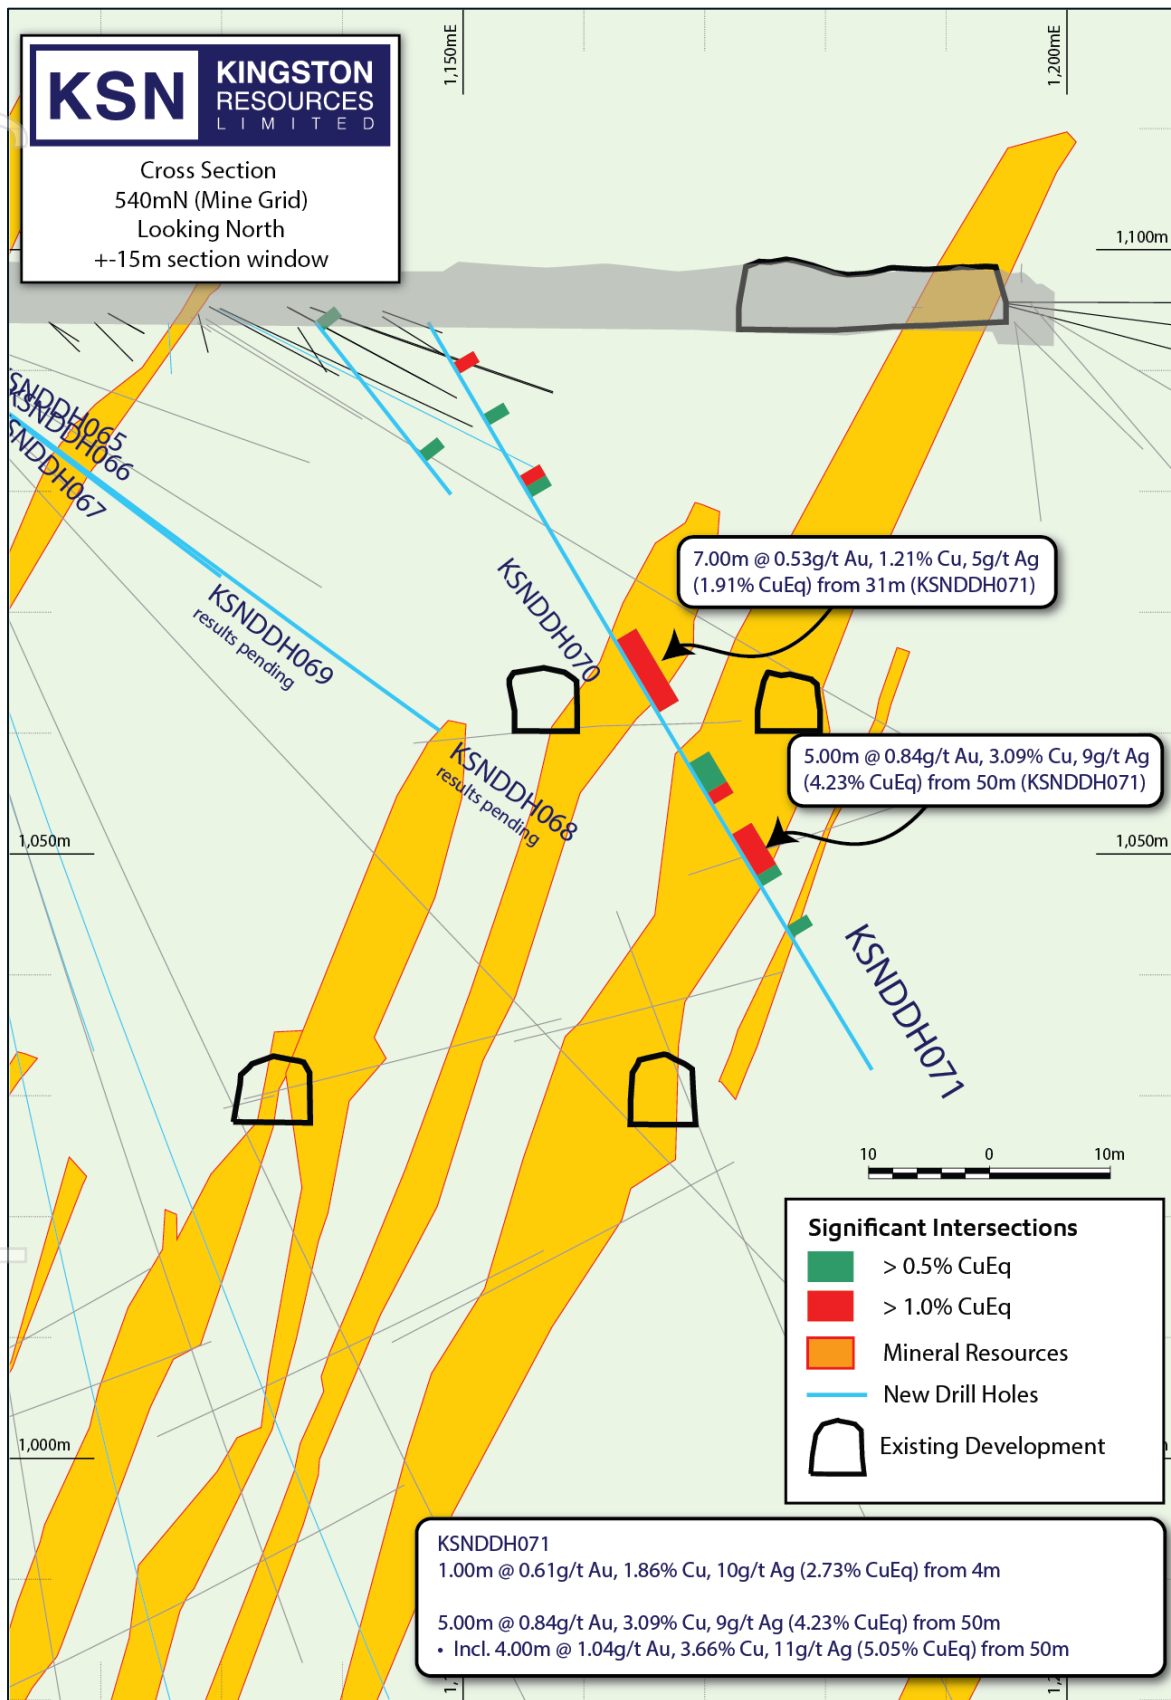 KSN
KINGSTON
RESOURCES
LIMITED
Cross Section
540mN (Mine Grid)
Looking North
+-15m section window
1,150mE
1,200mE
1,100m
SNDDH065
KSNDDH066
SNDDH067
KSNDDH069
results pending
KSNDDH070
7.00m @ 0.53g/t Au, 1.21% Cu, 5g/t Ag
(1.91% CuEq) from 31m (KSNDDH071)
KSNDDH068
results pending
5.00m @ 0.84g/t Au, 3.09% Cu, 9g/t Ag
(4.23% CuEq) from 50m (KSNDDH071)
1,050m
1,050m
KSNDDH071
10 0 10m
Significant Intersections
> 0.5% CuEq
> 1.0% CuEq
Mineral Resources
New Drill Holes
Existing Development
1,000m
KSNDDH071
1.00m @ 0.61g/t Au, 1.86% Cu, 10g/t Ag (2.73% CuEq) from 4m
5.00m @ 0.84g/t Au, 3.09% Cu, 9g/t Ag (4.23% CuEq) from 50m
• Incl. 4.00m @ 1.04g/t Au, 3.66% Cu, 11g/t Ag (5.05% CuEq) from 50m